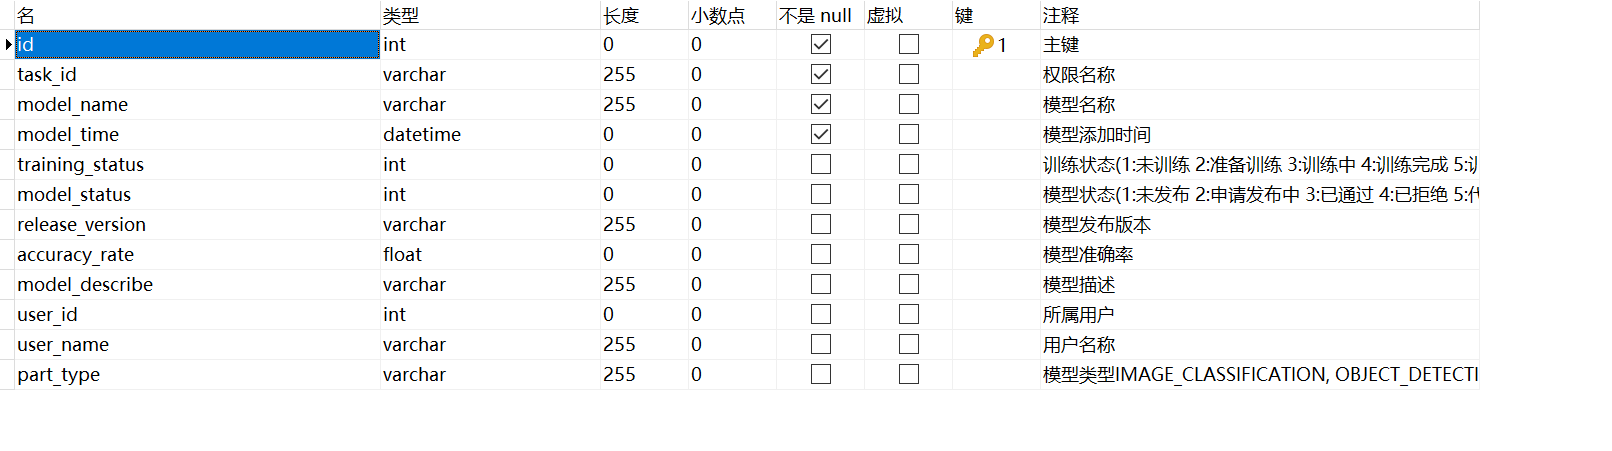 名 类型 长度 小数点 不是 null 虚拟 键 注释
id int 0 0 1 主键
task_id varchar 255 0 权限名称
model_name varchar 255 0 模型名称
model_time datetime 0 0 模型添加时间
training_status int 0 0 训练状态(1:未训练 2:准备训练 3:训练中 4:训练完成 5:
model_status int 0 0 模型状态(1:未发布 2:申请发布中 3:已通过 4:已拒绝 5:
release_version varchar 255 0 模型发布版本
accuracy_rate float 0 0 模型准确率
model_describe varchar 255 0 模型描述
user_id int 0 0 所属用户
user_name varchar 255 0 用户名称
part_type varchar 255 0 模型类型IMAGE_CLASSIFICATION, OBJECT_DETECTI